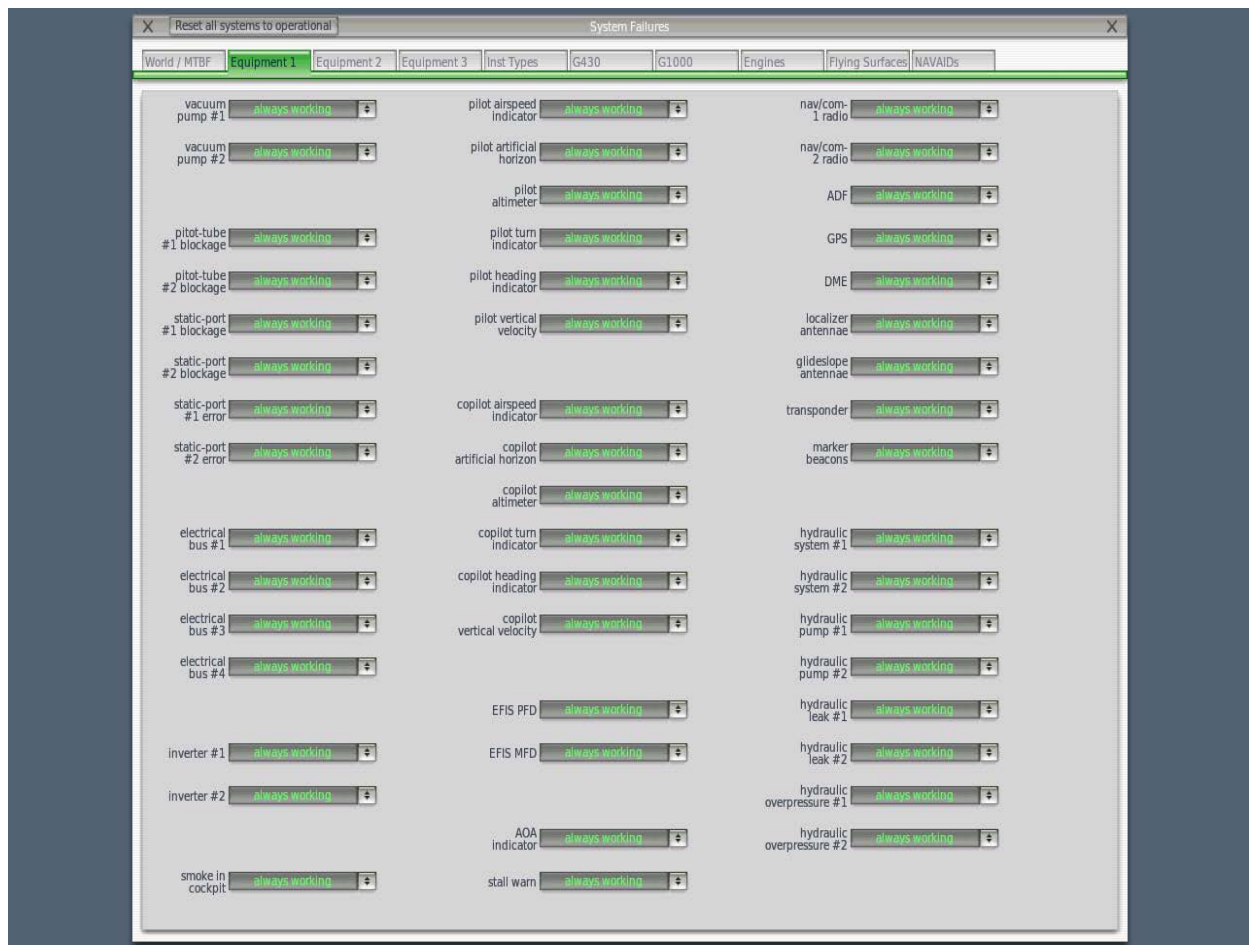 X Reset all systems to operational System Failures X
World / MTBF Equipment 1 Equipment 2 Equipment 3 Inst Types G430 G1000 Engines Flying Surfaces NAVAIDs
vacuum
pump #1 always working
vacuum
pump #2 always working
pitot-tube
#1 blockage always working
pitot-tube
#2 blockage always working
static-port
#1 blockage always working
static-port
#2 blockage always working
static-port
#1 error always working
static-port
#2 error always working
electrical
bus #1 always working
electrical
bus #2 always working
electrical
bus #3 always working
electrical
bus #4 always working
inverter #1 always working
inverter #2 always working
smoke in
cockpit always working
pilot airspeed
indicator always working
pilot artificial
horizon always working
pilot
altimeter always working
pilot turn
indicator always working
pilot heading
indicator always working
pilot vertical
velocity always working
copilot airspeed
indicator always working
copilot
artificial horizon always working
copilot
altimeter always working
copilot turn
indicator always working
copilot heading
indicator always working
copilot
vertical velocity always working
EFIS PFD always working
EFIS MFD always working
AOA
indicator always working
stall warn always working
nav/com-
1 radio always working
nav/com-
2 radio always working
ADF always working
GPS always working
DME always working
localizer
antennae always working
glideslope
antennae always working
transponder always working
marker
beacons always working
hydraulic
system #1 always working
hydraulic
system #2 always working
hydraulic
pump #1 always working
hydraulic
pump #2 always working
hydraulic
leak #1 always working
hydraulic
leak #2 always working
hydraulic
overpressure #1 always working
hydraulic
overpressure #2 always working